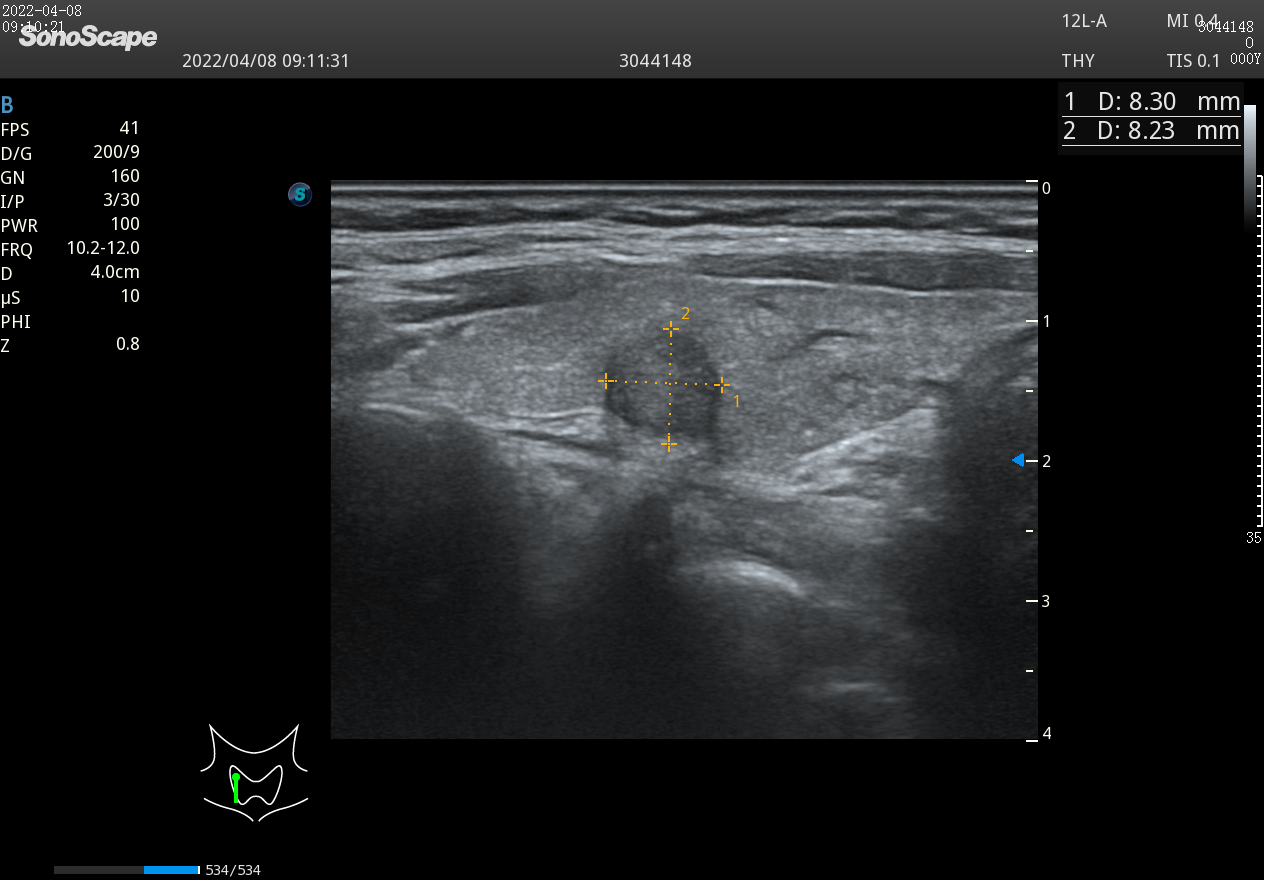 2022-04-08
09:10:21
SonoScape
2022/04/08 09:11:31
3044148
12L-A
MI 0.4
3044148
0
THY
TIS 0.1
000Y
B
FPS 41
D/G 200/9
GN 160
I/P 3/30
PWR 100
FRQ 10.2-12.0
D 4.0cm
µS 10
PHI
Z 0.8
1 D: 8.30 mm
2 D: 8.23 mm
S
0
2
1
1
2
35
3
4
534/534